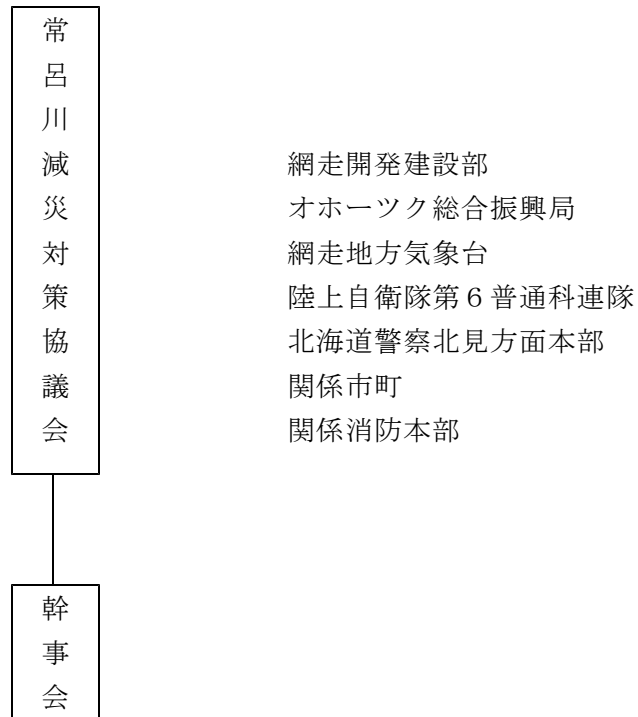 常呂川減災対策協議会
網走開発建設部
オホーツク総合振興局
網走地方気象台
陸上自衛隊第６普通科連隊
北海道警察北見方面本部
関係市町
関係消防本部
幹事会